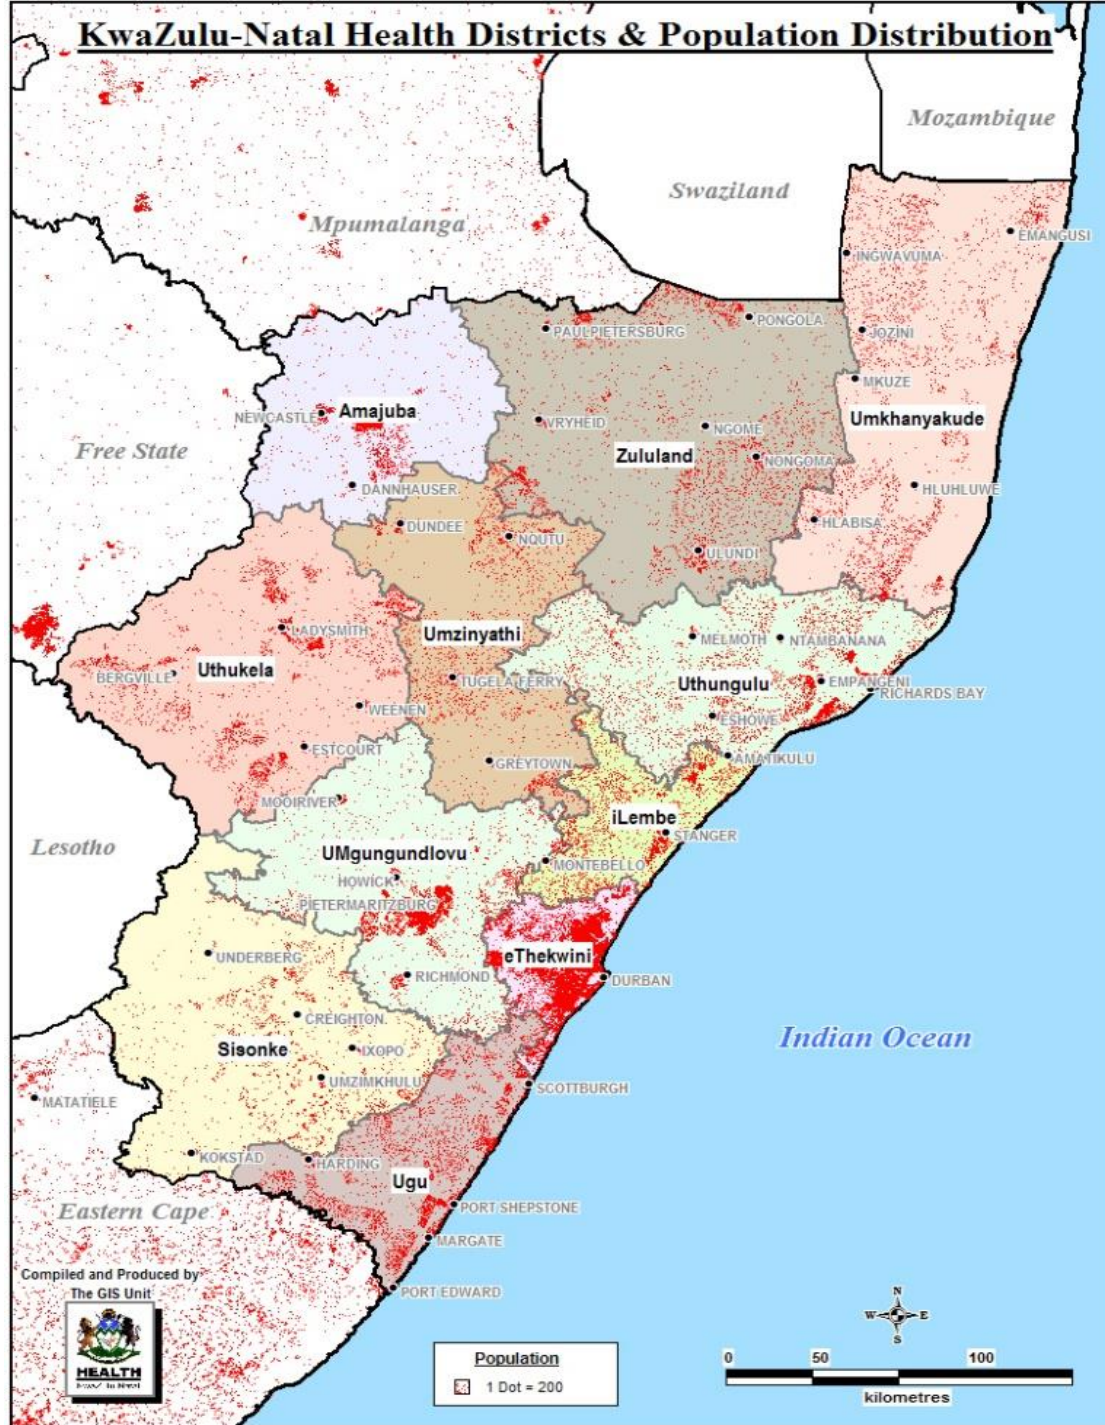 KwaZulu-Natal Health Districts & Population Distribution
Mozambique
Swaziland
Mpumalanga
EMANGUSI
INGWAVUMA
PAULPIETERSBURG
PONGOLA
JOZINI
MKUZE
NEWCASTLE
Amajuba
VRYHEID
NGOME
Umkhanyakude
Free State
Zululand
NONGOMA
DANNHAUSER
HLUHLUWE
DUNDEE
NQUTU
HLABISA
ULUNDI
LADYSMITH
Umzinyathi
MELMOTH
NTAMBANANA
BERGVILLE
Uthukela
TUGELA FERRY
Uthungulu
EMPANGENI
RICHARDS BAY
WEENEN
ESHOWE
ESTCOURT
GREYTOWN
AMATIKULU
MOOIRIVER
iLembe
STANGER
Lesotho
UMgungundlovu
MONTEBELLO
HOWICK
PIETERMARITZBURG
UNDERBERG
eThekwini
RICHMOND
DURBAN
CREIGHTON
Indian Ocean
Sisonke
IXOPO
UMZIMKHULU
SCOTTBURGH
MATATIELE
KOKSTAD
HARDING
Ugu
Eastern Cape
PORT SHEPSTONE
MARGATE
Compiled and Produced by
The GIS Unit
PORT EDWARD
HEALTH
KwaZulu-Natal
N
W
E
S
Population
1 Dot = 200
0 50 100
kilometres